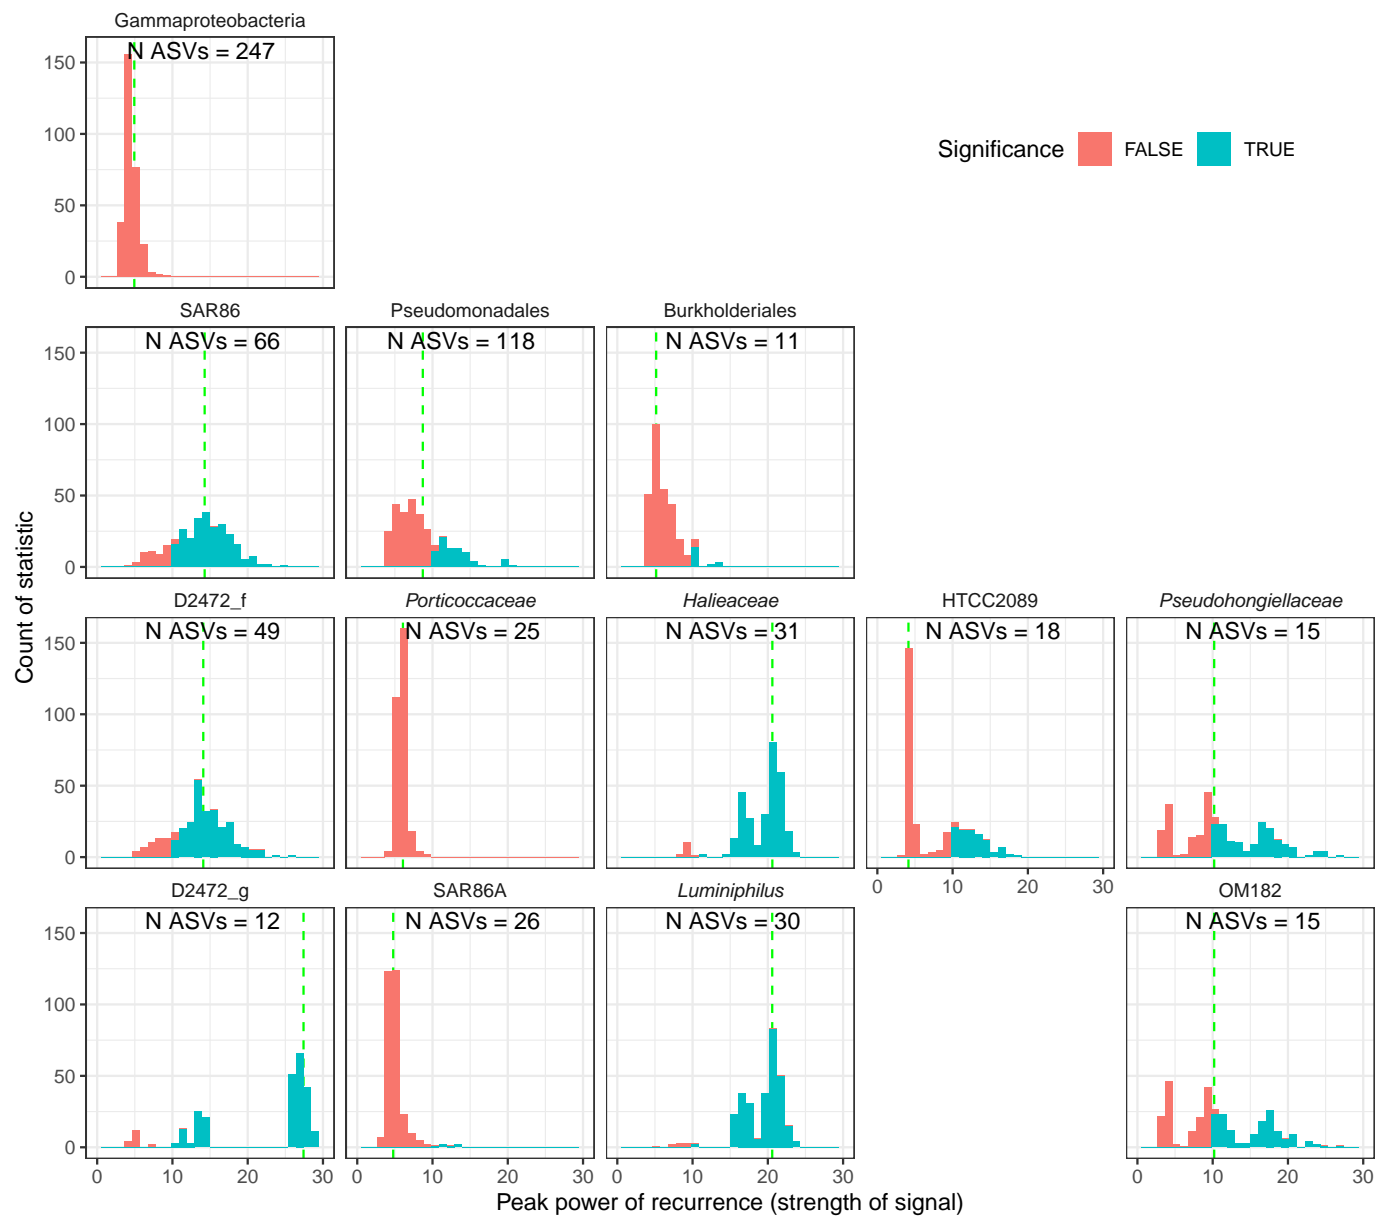 Gammaproteobacteria
N ASVs = 247
150
100
50
0
Significance FALSE TRUE
SAR86 Pseudomonadales Burkholderiales
N ASVs = 66 N ASVs = 118 N ASVs = 11
150
100
50
0
Count of statistic
D2472_f Porticoccaceae Halieaceae HTCC2089 Pseudohongiellaceae
N ASVs = 49 N ASVs = 25 N ASVs = 31 N ASVs = 18 N ASVs = 15
150
100
50
0
0 10 20 30
D2472_g SAR86A Luminiphilus OM182
N ASVs = 12 N ASVs = 26 N ASVs = 30 N ASVs = 15
150
100
50
0
0 10 20 30 0 10 20 30 0 10 20 30 0 10 20 30
Peak power of recurrence (strength of signal)